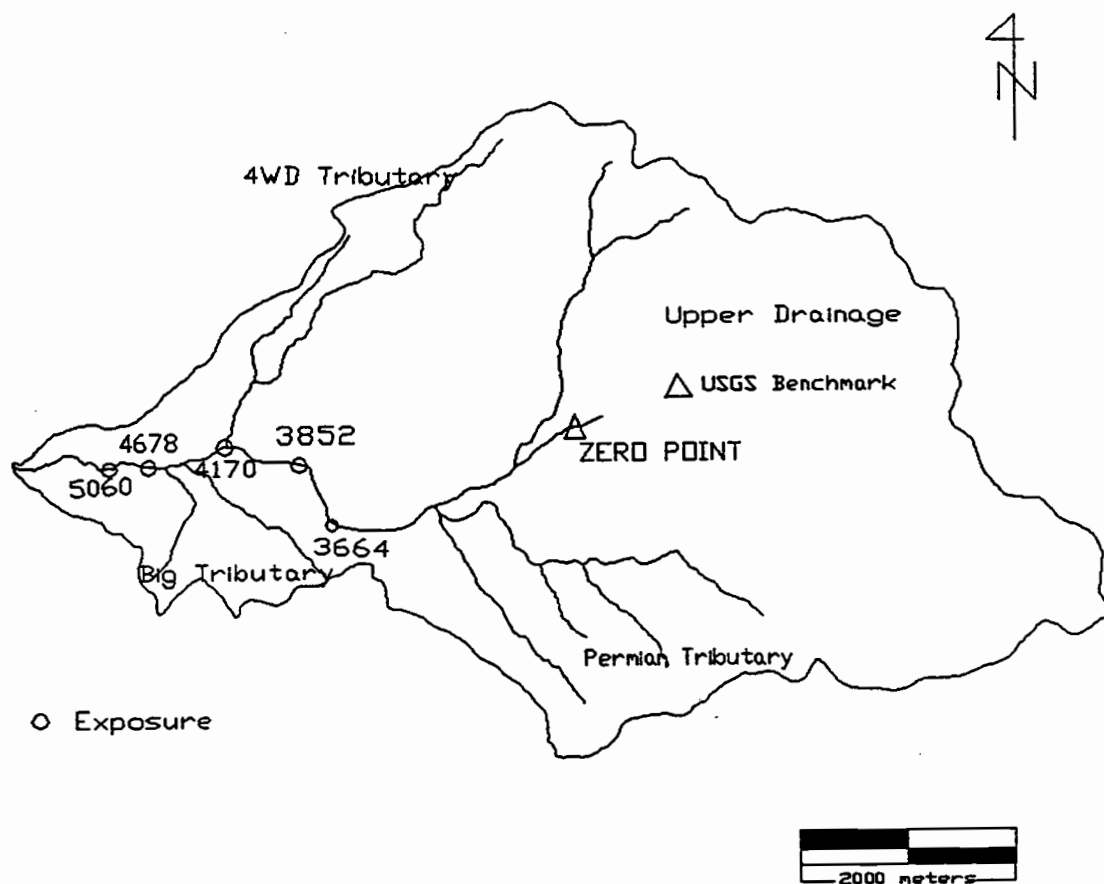 N
4WD Tributary
Upper Drainage
USGS Benchmark
4678
3852
ZERO POINT
4170
5060
3664
Big Tributary
Permian Tributary
Exposure
2000 meters